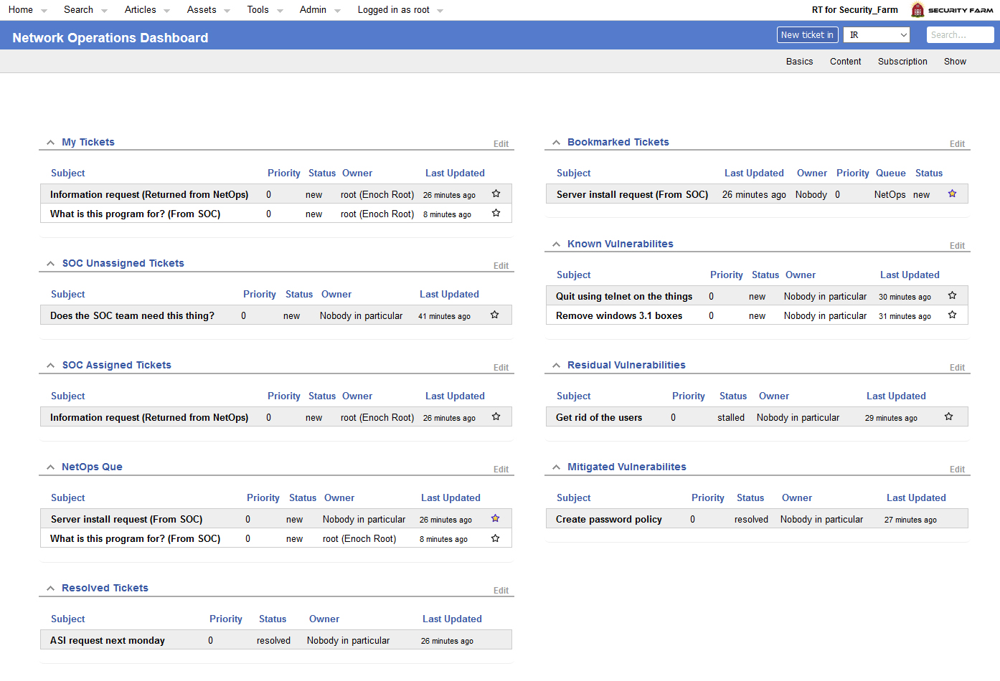 Home Search Articles Assets Tools Admin Logged in as root RT for Security_Farm SECURITY FARM
Network Operations Dashboard New ticket in IR Search...
Basics Content Subscription Show
My Tickets Edit
Subject Priority Status Owner Last Updated
Information request (Returned from NetOps) 0 new root (Enoch Root) 26 minutes ago
What is this program for? (From SOC) 0 new root (Enoch Root) 8 minutes ago
SOC Unassigned Tickets Edit
Subject Priority Status Owner Last Updated
Does the SOC team need this thing? 0 new Nobody in particular 41 minutes ago
SOC Assigned Tickets Edit
Subject Priority Status Owner Last Updated
Information request (Returned from NetOps) 0 new root (Enoch Root) 26 minutes ago
NetOps Que Edit
Subject Priority Status Owner Last Updated
Server install request (From SOC) 0 new Nobody in particular 26 minutes ago
What is this program for? (From SOC) 0 new root (Enoch Root) 8 minutes ago
Resolved Tickets Edit
Subject Priority Status Owner Last Updated
ASI request next monday 0 resolved Nobody in particular 26 minutes ago
Bookmarked Tickets Edit
Subject Last Updated Owner Priority Queue Status
Server install request (From SOC) 26 minutes ago Nobody 0 NetOps new
Known Vulnerabilites Edit
Subject Priority Status Owner Last Updated
Quit using telnet on the things 0 new Nobody in particular 30 minutes ago
Remove windows 3.1 boxes 0 new Nobody in particular 31 minutes ago
Residual Vulnerabilities Edit
Subject Priority Status Owner Last Updated
Get rid of the users 0 stalled Nobody in particular 29 minutes ago
Mitigated Vulnerabilites Edit
Subject Priority Status Owner Last Updated
Create password policy 0 resolved Nobody in particular 27 minutes ago